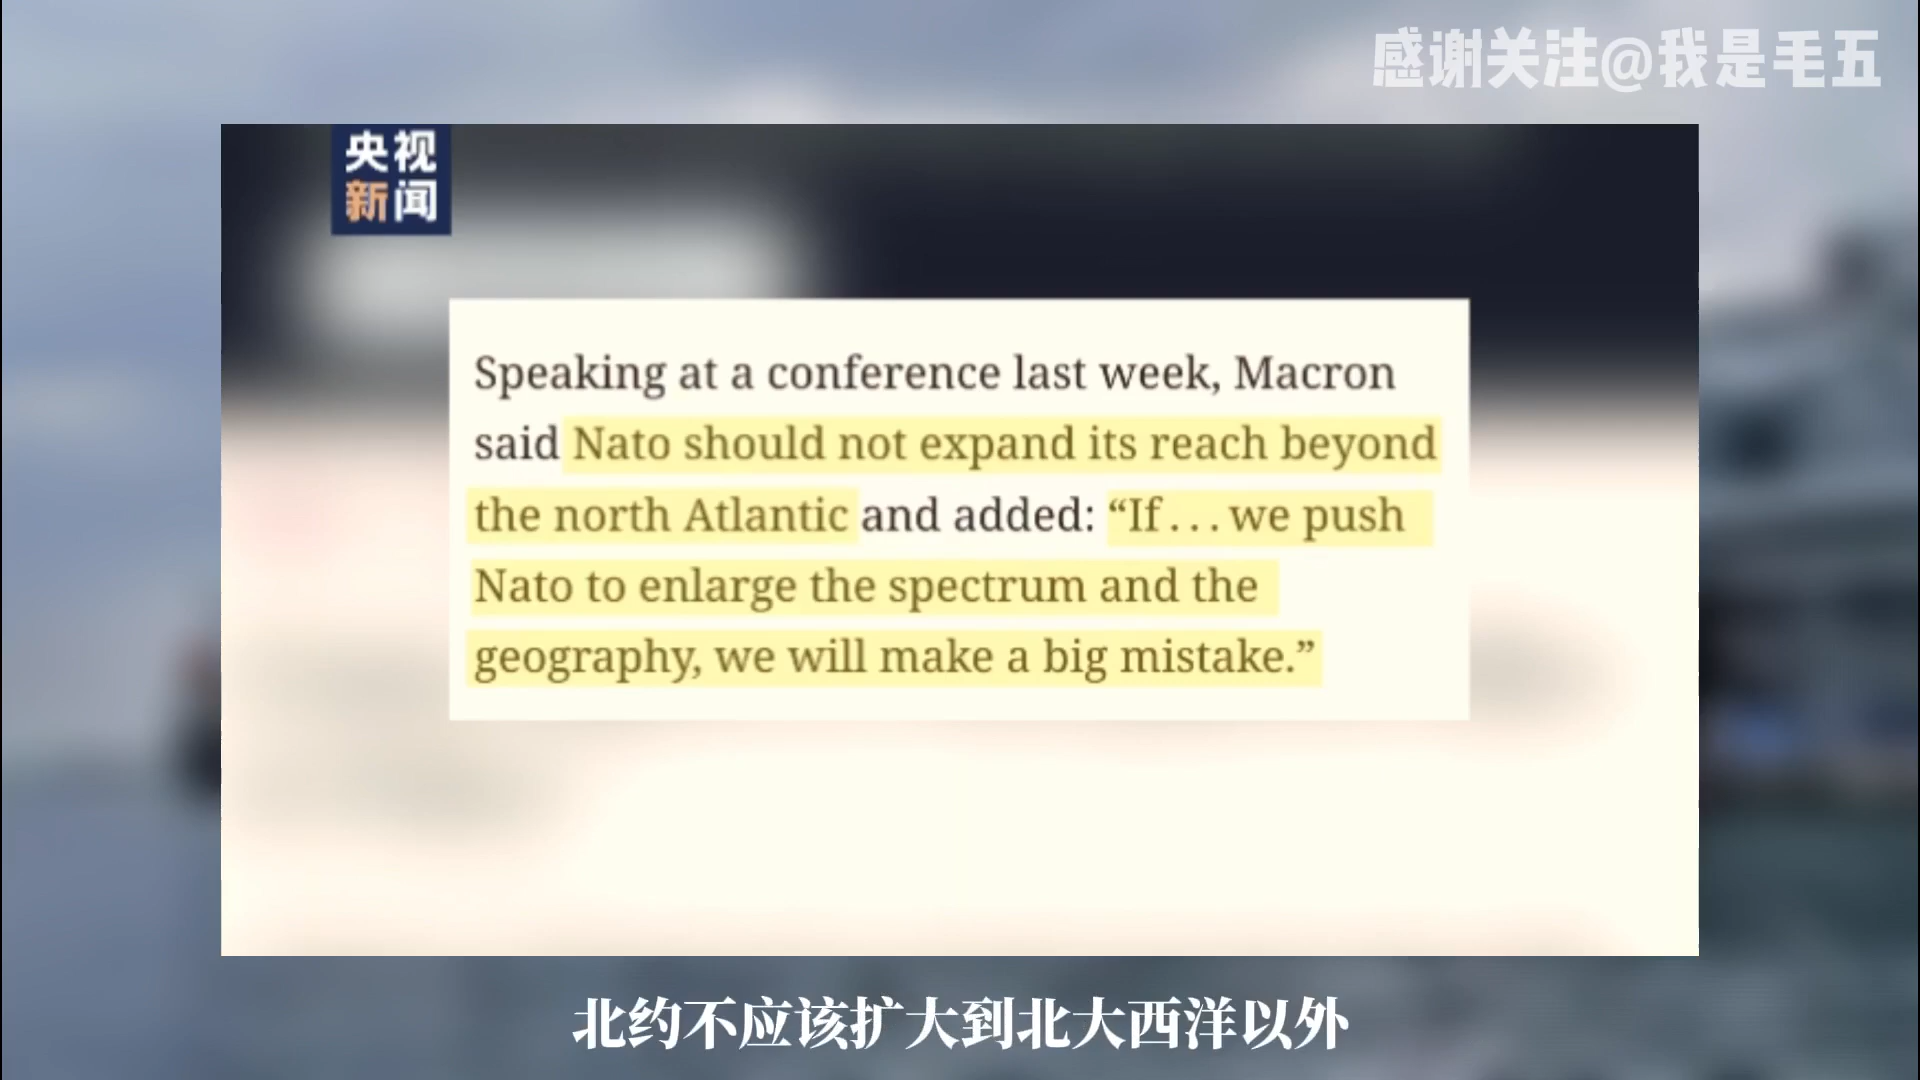 感谢关注@我是毛五
央视
新闻
Speaking at a conference last week, Macron
said Nato should not expand its reach beyond
the north Atlantic and added: “If . . . we push
Nato to enlarge the spectrum and the
geography, we will make a big mistake.”
北约不应该扩大到北大西洋以外